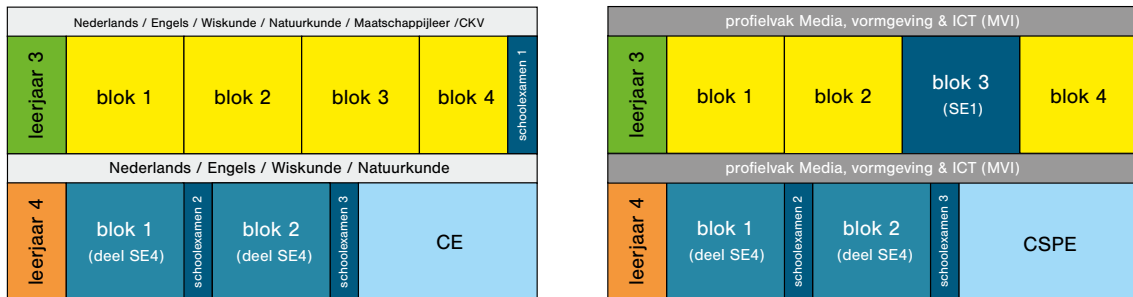 Nederlands / Engels / Wiskunde / Natuurkunde / Maatschappijleer /CKV
leerjaar 3
blok 1
blok 2
blok 3
blok 4
schoolexamen 1
Nederlands / Engels / Wiskunde / Natuurkunde
leerjaar 4
blok 1
(deel SE4)
schoolexamen 2
blok 2
(deel SE4)
schoolexamen 3
CE
profielvak Media, vormgeving & ICT (MVI)
leerjaar 3
blok 1
blok 2
blok 3
(SE1)
blok 4
profielvak Media, vormgeving & ICT (MVI)
leerjaar 4
blok 1
(deel SE4)
schoolexamen 2
blok 2
(deel SE4)
schoolexamen 3
CSPE